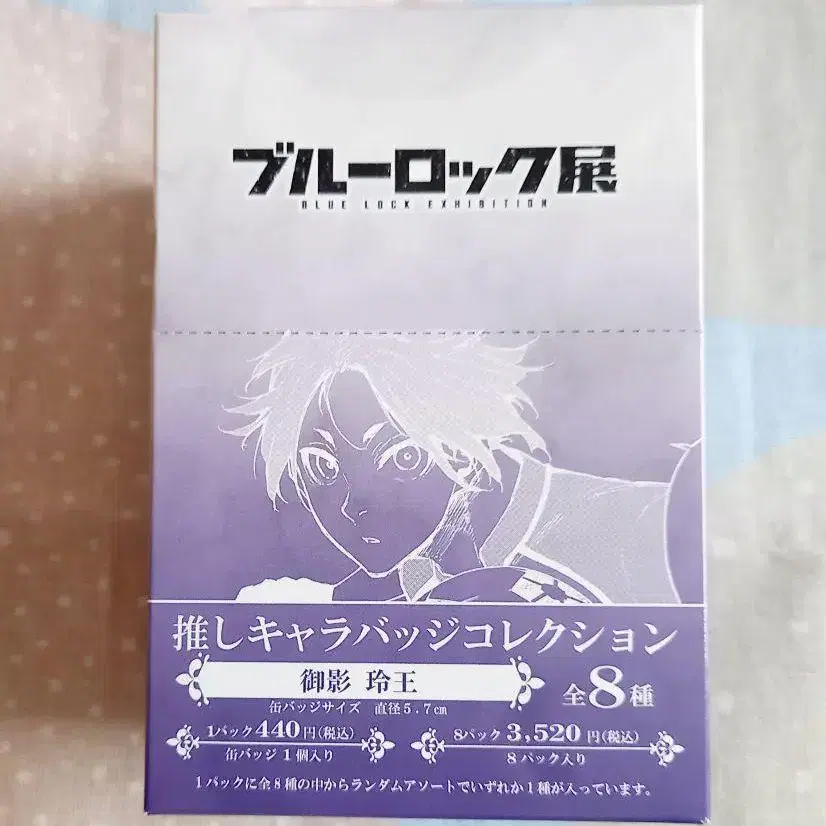 ブルーロック展
BLUE LOCK EXHIBITION
推しキャラバッジコレクション
御影 玲王
全8種
缶バッジサイズ 直径5.7cm
1パック440円(税込)
缶バッジ1個入り
8パック3,520円(税込)
8パック入り
1パックに全8種の中からランダムアソートでいずれか1種が入っています。